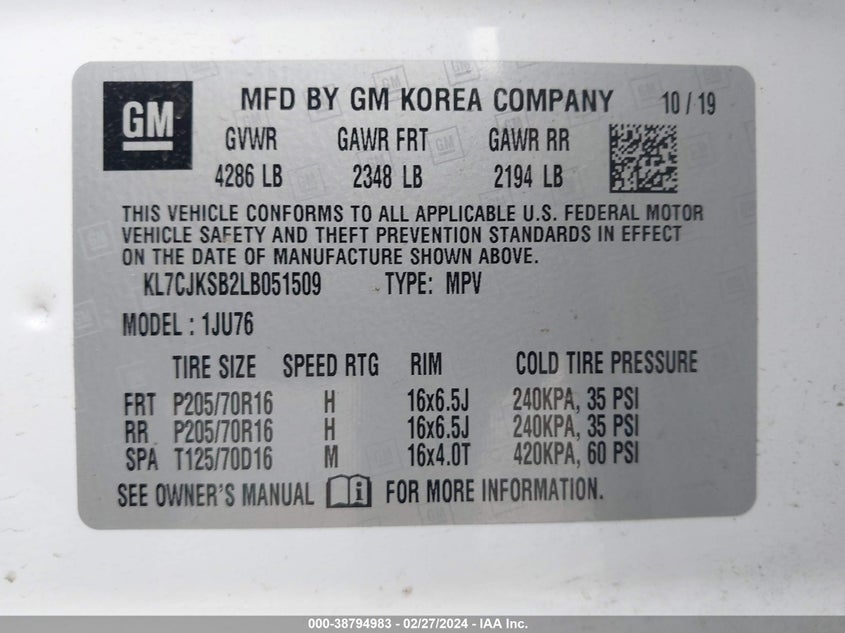 GM
MFD BY GM KOREA COMPANY 10 / 19
GVWR GAWR FRT GAWR RR
4286 LB 2348 LB 2194 LB
THIS VEHICLE CONFORMS TO ALL APPLICABLE U.S. FEDERAL MOTOR
VEHICLE SAFETY AND THEFT PREVENTION STANDARDS IN EFFECT
ON THE DATE OF MANUFACTURE SHOWN ABOVE.
KL7CJKSB2LB051509 TYPE: MPV
MODEL : 1JU76
TIRE SIZE SPEED RTG RIM COLD TIRE PRESSURE
FRT P205/70R16 H 16x6.5J 240KPA, 35 PSI
RR P205/70R16 H 16x6.5J 240KPA, 35 PSI
SPA T125/70D16 M 16x4.0T 420KPA, 60 PSI
SEE OWNER'S MANUAL i FOR MORE INFORMATION.
000-38794983 - 02/27/2024 - IAA Inc.